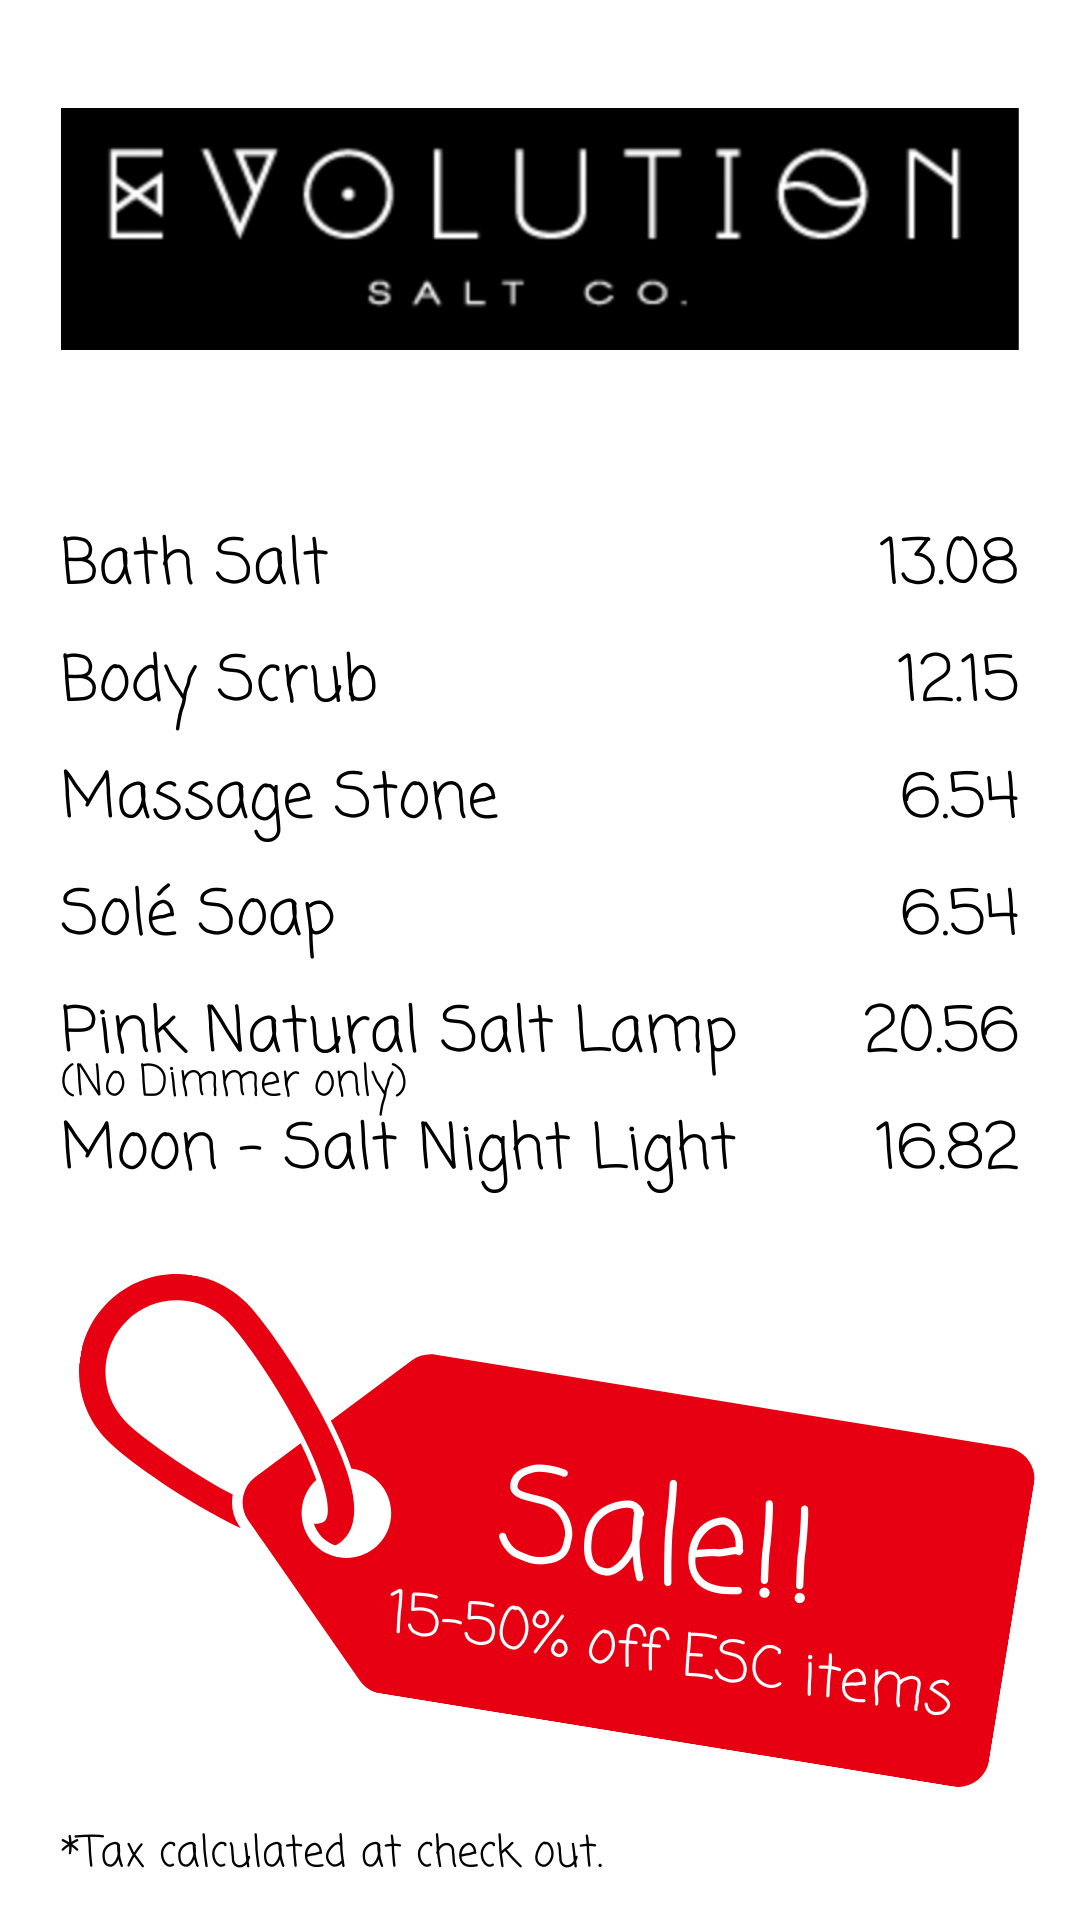 EVOLUTION
SALT CO.
Bath Salt 13.08
Body Scrub 12.15
Massage Stone 6.54
Solé Soap 6.54
Pink Natural Salt Lamp 20.56
(No Dimmer only)
Moon - Salt Night Light 16.82
Sale!!
15-50% off ESC items
*Tax calculated at check out.